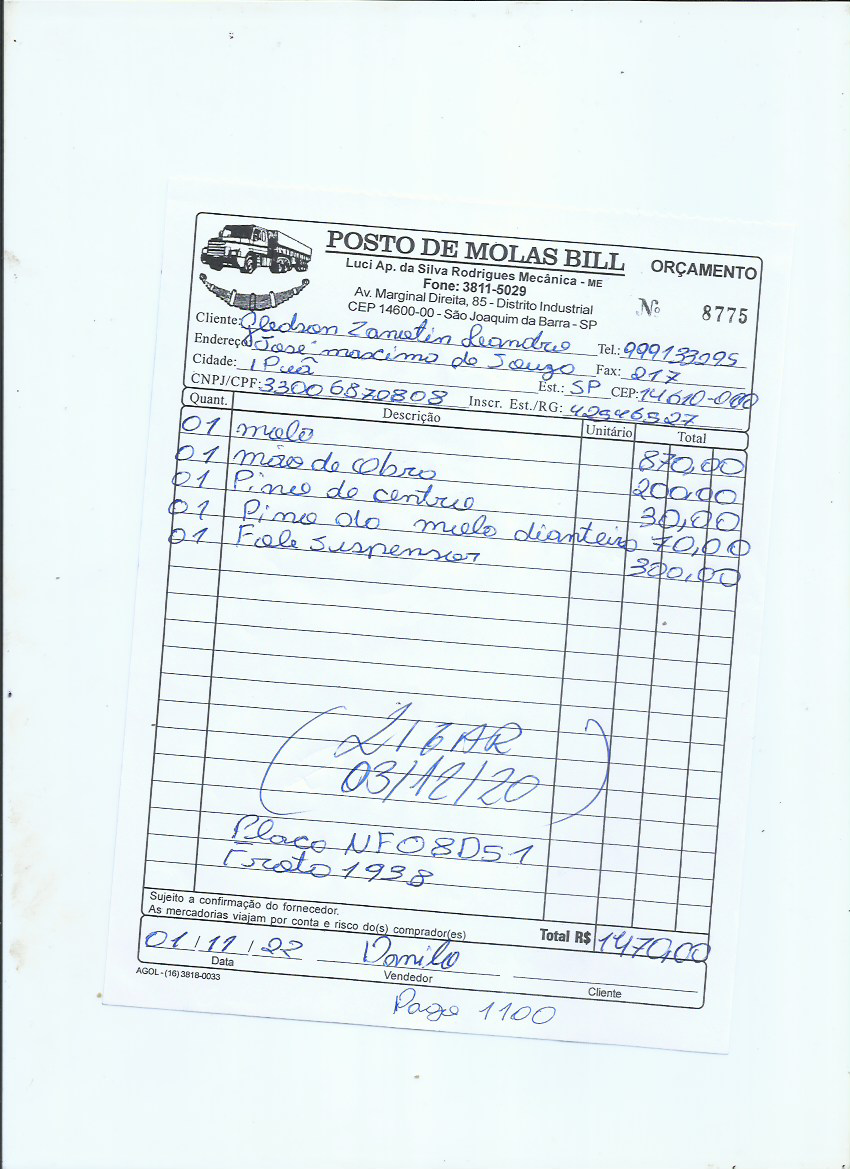 POSTO DE MOLAS BILL
ORÇAMENTO
Luci Ap. da Silva Rodrigues Mecânica - ME
Fone: 3811-5029
Av. Marginal Direita, 85 - Distrito Industrial
CEP 14600-00 - São Joaquim da Barra - SP
Nº 8775
Cliente: Gledson Zanotin Leandro Tel.: 999133295
Endereço José maximo de Souza Fax: 217
Cidade: Ipuã Est.: SP CEP: 14610-000
CNPJ/CPF: 33006870808 Inscr. Est./RG: 42946527
Quant. Descrição Unitário Total
01 mola 870,00
01 mão de obra 200,00
01 Pino de centro 30,00
01 Pino da mola dianteira 70,00
01 Fole suspensor 300,00
(LIGAR
03/12/20)
Placa NFO8D51
Frota 1938
Sujeito a confirmação do fornecedor.
As mercadorias viajam por conta e risco do(s) comprador(es)
Total R$ 1470,00
01/11/22 Danilo
Data Vendedor Cliente
AGOL - (16) 3818-0033
Pago 1100